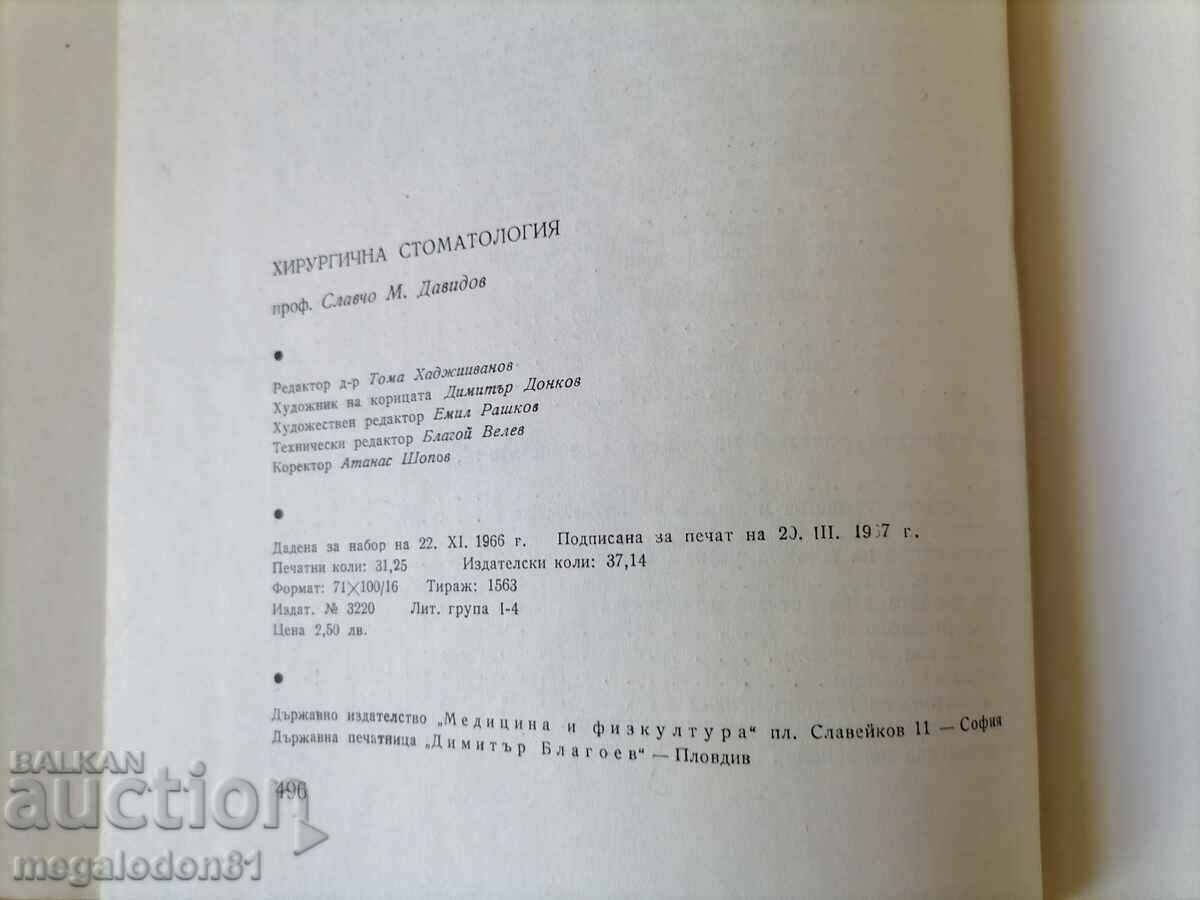 ХИРУРГИЧНА СТОМАТОЛОГИЯ
проф. Славчо М. Давидов
Редактор д-р Тома Хаджииванов
Художник на корицата Димитър Донков
Художествен редактор Емил Рашков
Технически редактор Благой Велев
Коректор Атанас Шопов
Дадена за набор на 22. XI. 1966 г. Подписана за печат на 20. III. 1967 г.
Печатни коли: 31,25 Издателски коли: 37,14
Формат: 71×100/16 Тираж: 1563
Издат. № 3220 Лит. група I-4
Цена 2,50 лв.
Държавно издателство „Медицина и физкултура“ пл. Славейков 11 — София
Държавна печатница „Димитър Благоев“ — Пловдив
496
BALKAN
auction
megalodon81